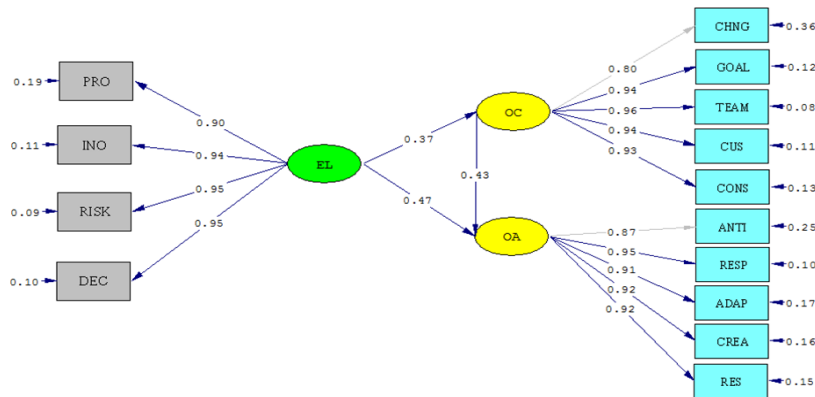 CHNG
0.36
0.80
0.19
PRO
GOAL
0.12
0.94
0.90
OC
TEAM
0.08
0.96
0.11
INO
0.37
0.94
CUS
0.11
0.94
EL
0.93
0.43
CONS
0.13
0.95
0.47
0.09
RISK
ANTI
0.25
0.95
OA
0.87
RESP
0.10
0.95
0.10
DEC
0.91
0.92
ADAP
0.17
0.92
CREA
0.16
RES
0.15